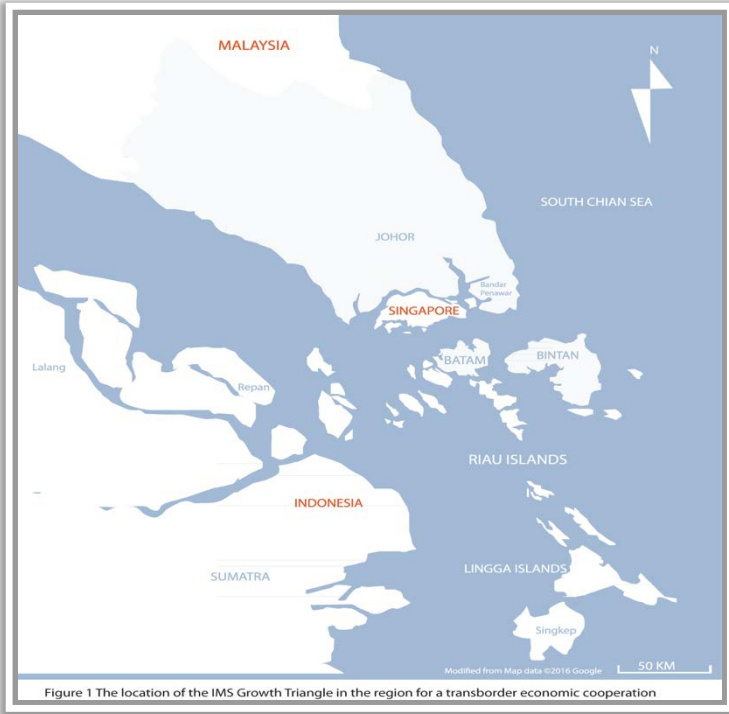 MALAYSIA
N
SOUTH CHIAN SEA
JOHOR
Bandar
Penawar
SINGAPORE
BATAM
BINTAN
Lalang
Repan
RIAU ISLANDS
INDONESIA
SUMATRA
LINGGA ISLANDS
Singkep
Modified from Map data ©2016 Google
50 KM
Figure 1 The location of the IMS Growth Triangle in the region for a transborder economic cooperation